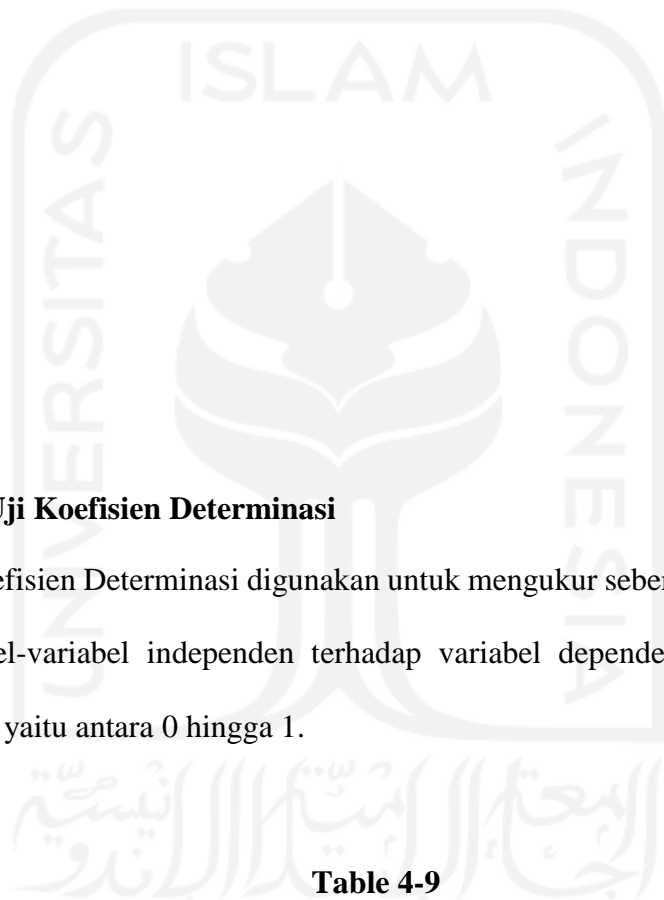 ISLAM
UNIVERSITAS
INDONESIA
Uji Koefisien Determinasi
efisien Determinasi digunakan untuk mengukur seber
el-variabel independen terhadap variabel depende
yaitu antara 0 hingga 1.
Table 4-9